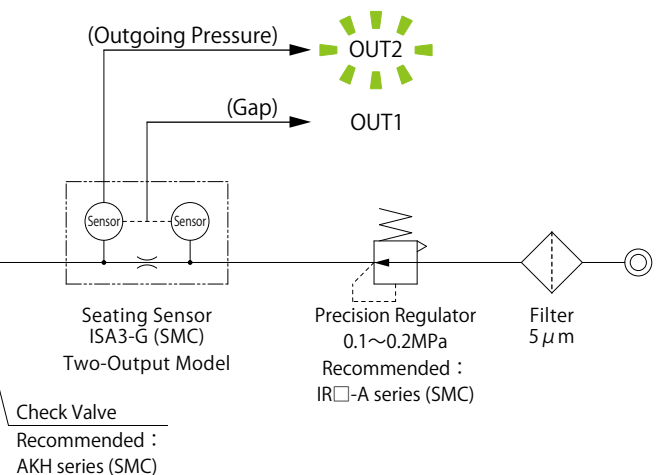 (Outgoing Pressure)
OUT2
(Gap)
OUT1
Sensor
Sensor
Seating Sensor
ISA3-G (SMC)
Two-Output Model
Precision Regulator
0.1〜0.2MPa
Recommended：
IR□-A series (SMC)
Filter
5μm
Check Valve
Recommended：
AKH series (SMC)